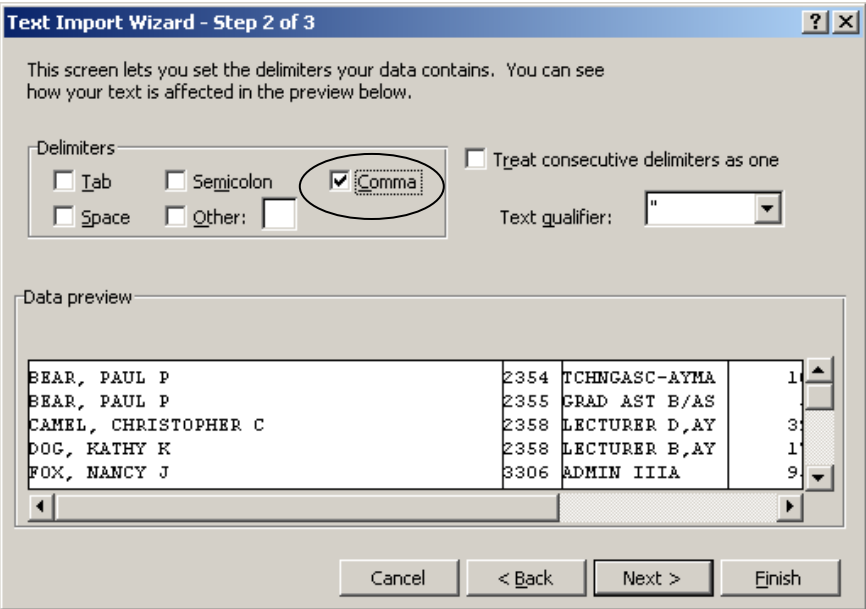 Text Import Wizard - Step 2 of 3
This screen lets you set the delimiters your data contains. You can see
how your text is affected in the preview below.
Delimiters
Tab Semicolon Comma
Space Other:
Treat consecutive delimiters as one
Text qualifier: "
Data preview
BEAR, PAUL P 2354 TCHNGASC-AYMA
BEAR, PAUL P 2355 GRAD AST B/AS
CAMEL, CHRISTOPHER C 2358 LECTURER D,AY
DOG, KATHY K 2358 LECTURER B,AY
FOX, NANCY J 3306 ADMIN IIIA 9
Cancel < Back Next > Finish